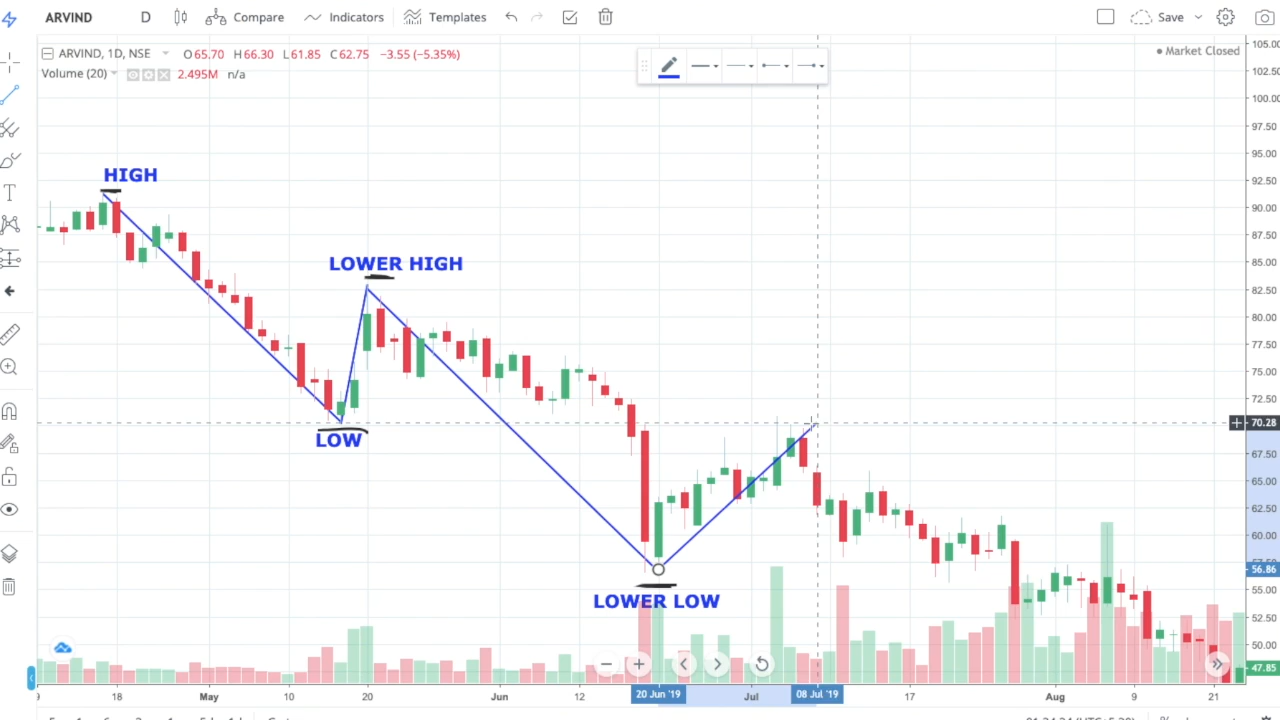 ARVIND D Compare Indicators Templates Save
ARVIND, 1D, NSE O65.70 H66.30 L61.85 C62.75 −3.55 (−5.35%)
Market Closed
Volume (20) 2.495M n/a
105.00
102.50
100.00
97.50
95.00
HIGH
92.50
90.00
87.50
LOWER HIGH
85.00
82.50
80.00
77.50
75.00
72.50
70.28
LOW
67.50
65.00
62.50
60.00
56.86
55.00
LOWER LOW
52.50
50.00
47.85
18 May 10 20 Jun 12 20 Jun '19 Jul 08 Jul '19 17 Aug 9 21